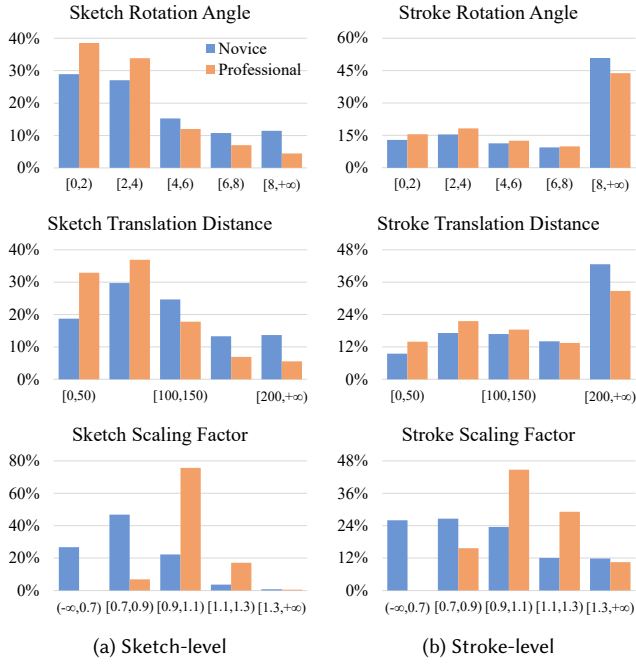 Sketch Rotation Angle
40%
30%
20%
10%
0%
Novice
Professional
[0,2) [2,4) [4,6) [6,8) [8,+∞)
Stroke Rotation Angle
60%
45%
30%
15%
0%
[0,2) [2,4) [4,6) [6,8) [8,+∞)
Sketch Translation Distance
40%
30%
20%
10%
0%
[0,50) [100,150) [200,+∞)
Stroke Translation Distance
48%
36%
24%
12%
0%
[0,50) [100,150) [200,+∞)
Sketch Scaling Factor
80%
60%
40%
20%
0%
(-∞,0.7) [0.7,0.9) [0.9,1.1) [1.1,1.3) [1.3,+∞)
Stroke Scaling Factor
48%
36%
24%
12%
0%
(-∞,0.7) [0.7,0.9) [0.9,1.1) [1.1,1.3) [1.3,+∞)
(a) Sketch-level
(b) Stroke-level